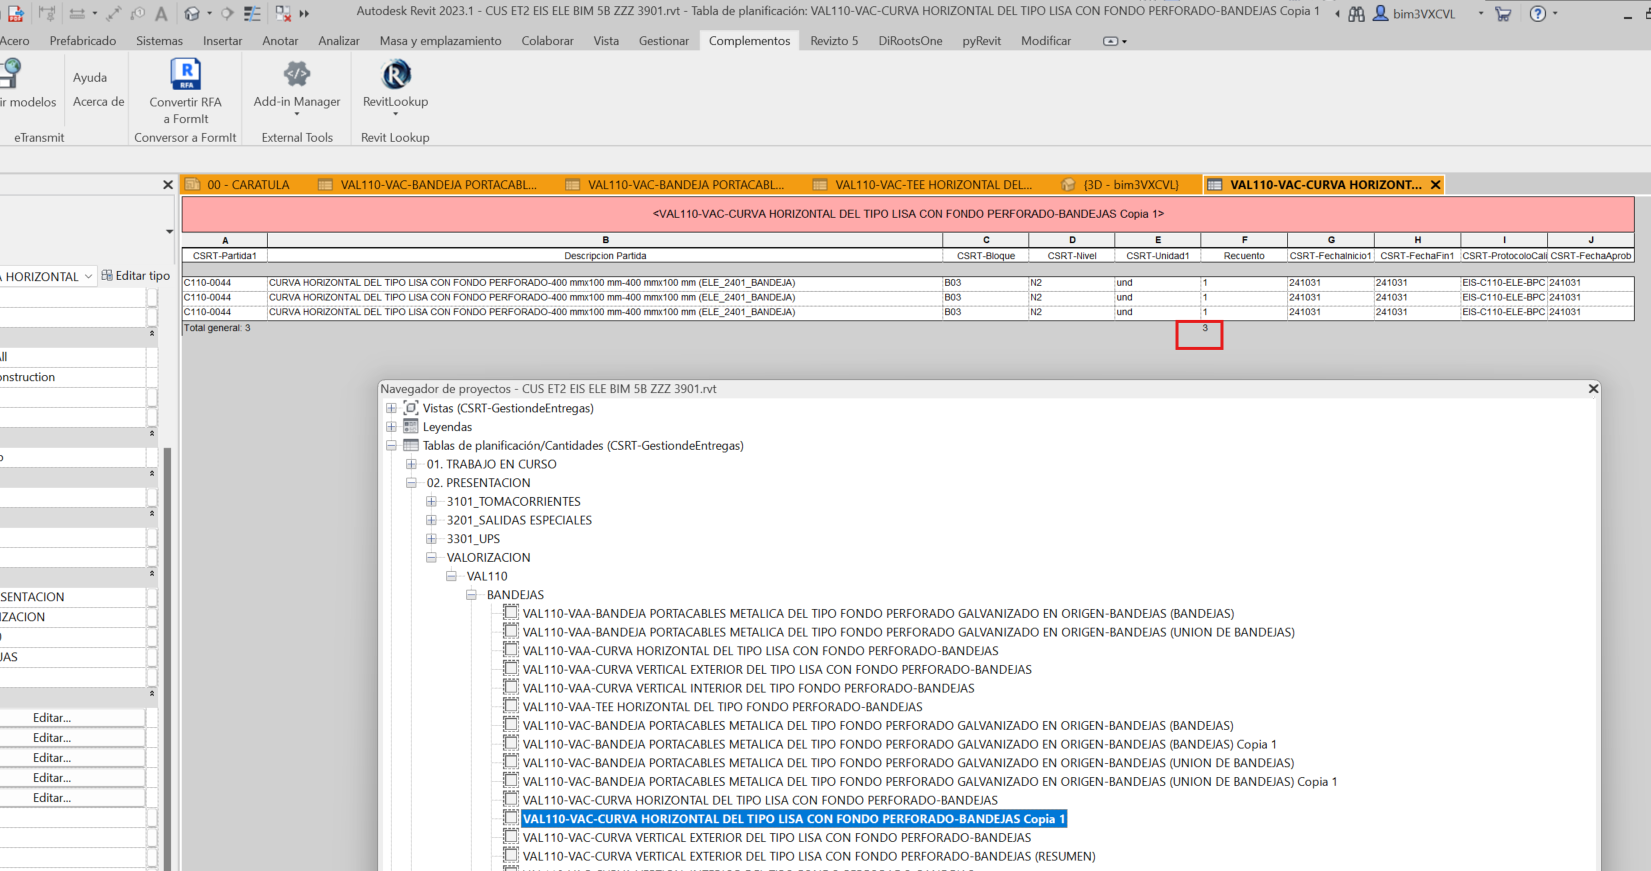 Autodesk Revit 2023.1 - CUS ET2 EIS ELE BIM 5B ZZZ 3901.rvt - Tabla de planificación: VAL110-VAC-CURVA HORIZONTAL DEL TIPO LISA CON FONDO PERFORADO-BANDEJAS Copia 1
bim3VXCVL
Acero Prefabricado Sistemas Insertar Anotar Analizar Masa y emplazamiento Colaborar Vista Gestionar Complementos Revizto 5 DiRootsOne pyRevit Modificar
Ayuda
ir modelos Acerca de Convertir RFA Add-in Manager RevitLookup
a FormIt
eTransmit Conversor a FormIt External Tools Revit Lookup
00 - CARATULA VAL110-VAC-BANDEJA PORTACABL... VAL110-VAC-BANDEJA PORTACABL... VAL110-VAC-TEE HORIZONTAL DEL... {3D - bim3VXCVL} VAL110-VAC-CURVA HORIZONT...
<VAL110-VAC-CURVA HORIZONTAL DEL TIPO LISA CON FONDO PERFORADO-BANDEJAS Copia 1>
A B C D E F G H I J
CSRT-Partida1 Descripcion Partida CSRT-Bloque CSRT-Nivel CSRT-Unidad1 Recuento CSRT-FechaInicio1 CSRT-FechaFin1 CSRT-ProtocoloCali CSRT-FechaAprob
A HORIZONTAL Editar tipo
C110-0044 CURVA HORIZONTAL DEL TIPO LISA CON FONDO PERFORADO-400 mmx100 mm-400 mmx100 mm (ELE_2401_BANDEJA) B03 N2 und 1 241031 241031 EIS-C110-ELE-BPC 241031
C110-0044 CURVA HORIZONTAL DEL TIPO LISA CON FONDO PERFORADO-400 mmx100 mm-400 mmx100 mm (ELE_2401_BANDEJA) B03 N2 und 1 241031 241031 EIS-C110-ELE-BPC 241031
C110-0044 CURVA HORIZONTAL DEL TIPO LISA CON FONDO PERFORADO-400 mmx100 mm-400 mmx100 mm (ELE_2401_BANDEJA) B03 N2 und 1 241031 241031 EIS-C110-ELE-BPC 241031
Total general: 3 3
All
onstruction
SENTACION
IZACION
JAS
Editar...
Editar...
Editar...
Editar...
Editar...
Navegador de proyectos - CUS ET2 EIS ELE BIM 5B ZZZ 3901.rvt
Vistas (CSRT-GestiondeEntregas)
Leyendas
Tablas de planificación/Cantidades (CSRT-GestiondeEntregas)
01. TRABAJO EN CURSO
02. PRESENTACION
3101_TOMACORRIENTES
3201_SALIDAS ESPECIALES
3301_UPS
VALORIZACION
VAL110
BANDEJAS
VAL110-VAA-BANDEJA PORTACABLES METALICA DEL TIPO FONDO PERFORADO GALVANIZADO EN ORIGEN-BANDEJAS (BANDEJAS)
VAL110-VAA-BANDEJA PORTACABLES METALICA DEL TIPO FONDO PERFORADO GALVANIZADO EN ORIGEN-BANDEJAS (UNION DE BANDEJAS)
VAL110-VAA-CURVA HORIZONTAL DEL TIPO LISA CON FONDO PERFORADO-BANDEJAS
VAL110-VAA-CURVA VERTICAL EXTERIOR DEL TIPO LISA CON FONDO PERFORADO-BANDEJAS
VAL110-VAA-CURVA VERTICAL INTERIOR DEL TIPO FONDO PERFORADO-BANDEJAS
VAL110-VAA-TEE HORIZONTAL DEL TIPO FONDO PERFORADO-BANDEJAS
VAL110-VAC-BANDEJA PORTACABLES METALICA DEL TIPO FONDO PERFORADO GALVANIZADO EN ORIGEN-BANDEJAS (BANDEJAS)
VAL110-VAC-BANDEJA PORTACABLES METALICA DEL TIPO FONDO PERFORADO GALVANIZADO EN ORIGEN-BANDEJAS (BANDEJAS) Copia 1
VAL110-VAC-BANDEJA PORTACABLES METALICA DEL TIPO FONDO PERFORADO GALVANIZADO EN ORIGEN-BANDEJAS (UNION DE BANDEJAS)
VAL110-VAC-BANDEJA PORTACABLES METALICA DEL TIPO FONDO PERFORADO GALVANIZADO EN ORIGEN-BANDEJAS (UNION DE BANDEJAS) Copia 1
VAL110-VAC-CURVA HORIZONTAL DEL TIPO LISA CON FONDO PERFORADO-BANDEJAS
VAL110-VAC-CURVA HORIZONTAL DEL TIPO LISA CON FONDO PERFORADO-BANDEJAS Copia 1
VAL110-VAC-CURVA VERTICAL EXTERIOR DEL TIPO LISA CON FONDO PERFORADO-BANDEJAS
VAL110-VAC-CURVA VERTICAL EXTERIOR DEL TIPO LISA CON FONDO PERFORADO-BANDEJAS (RESUMEN)